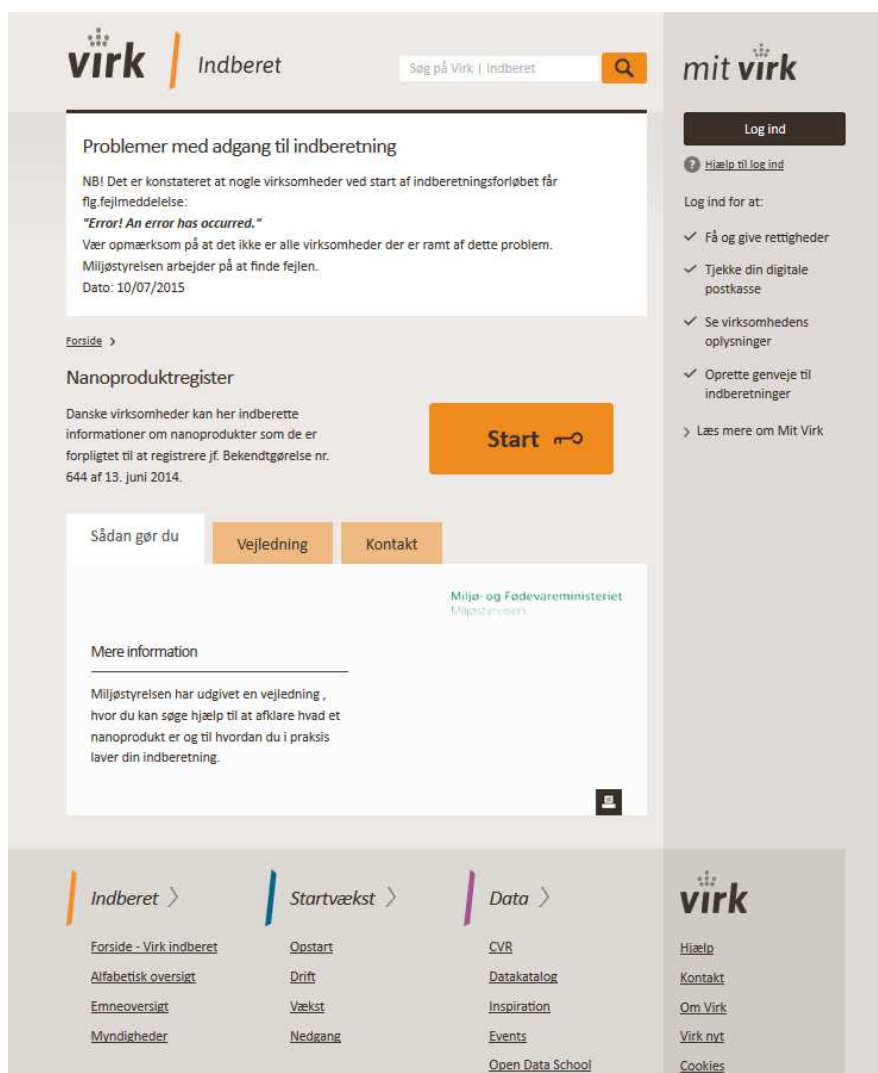 virk
Indberet
Søg på Virk | Indberet
mit virk
Log ind
Hjælp til log ind
Log ind for at:
Få og give rettigheder
Tjekke din digitale
postkasse
Se virksomhedens
oplysninger
Oprette genveje til
indberetninger
Læs mere om Mit Virk
Problemer med adgang til indberetning
NB! Det er konstateret at nogle virksomheder ved start af indberetningsforløbet får
flg.fejlmeddelelse:
"Error! An error has occurred."
Vær opmærksom på at det ikke er alle virksomheder der er ramt af dette problem.
Miljøstyrelsen arbejder på at finde fejlen.
Dato: 10/07/2015
Forside >
Nanoproduktregister
Danske virksomheder kan her indberette
informationer om nanoprodukter som de er
forpligtet til at registrere jf. Bekendtgørelse nr.
644 af 13. juni 2014.
Start
Sådan gør du
Vejledning
Kontakt
Miljø- og Fødevareministeriet
Miljøstyrelsen
Mere information
Miljøstyrelsen har udgivet en vejledning ,
hvor du kan søge hjælp til at afklare hvad et
nanoprodukt er og til hvordan du i praksis
laver din indberetning.
Indberet
Forside - Virk indberet
Alfabetisk oversigt
Emneoversigt
Myndigheder
Startvækst
Opstart
Drift
Vækst
Nedgang
Data
CVR
Datakatalog
Inspiration
Events
Open Data School
virk
Hjælp
Kontakt
Om Virk
Virk nyt
Cookies